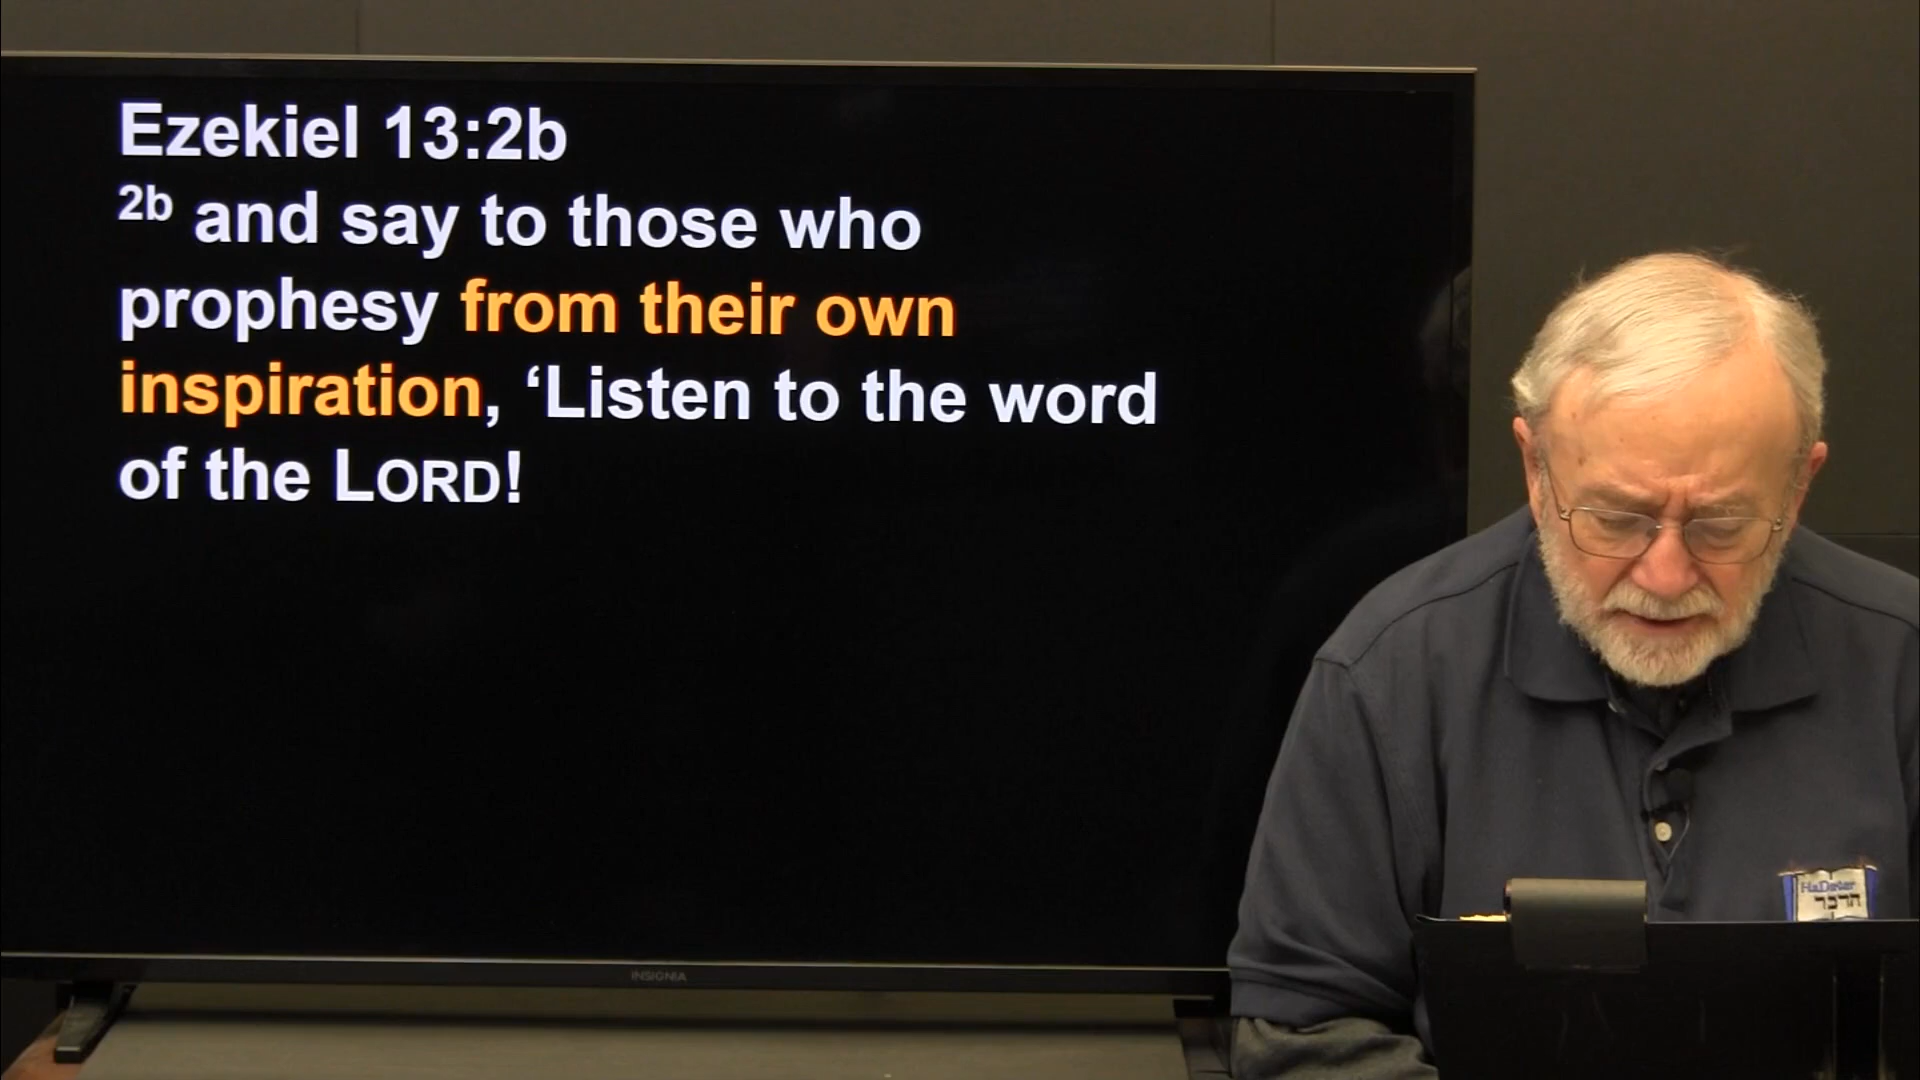 Ezekiel 13:2b
2b and say to those who
prophesy from their own
inspiration, ‘Listen to the word
of the LORD!
INSIGNIA
HaDavar
הדבר